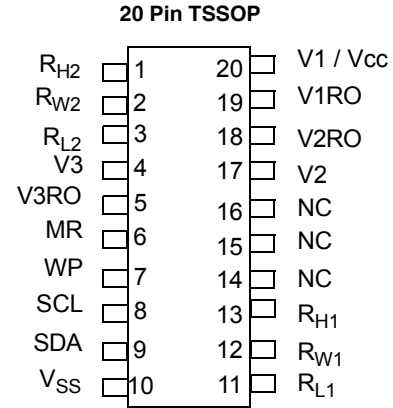 20 Pin TSSOP
RH2 1 20 V1 / Vcc
RW2 2 19 V1RO
RL2 3 18 V2RO
V3 4 17 V2
V3RO 5 16 NC
MR 6 15 NC
WP 7 14 NC
SCL 8 13 RH1
SDA 9 12 RW1
VSS 10 11 RL1